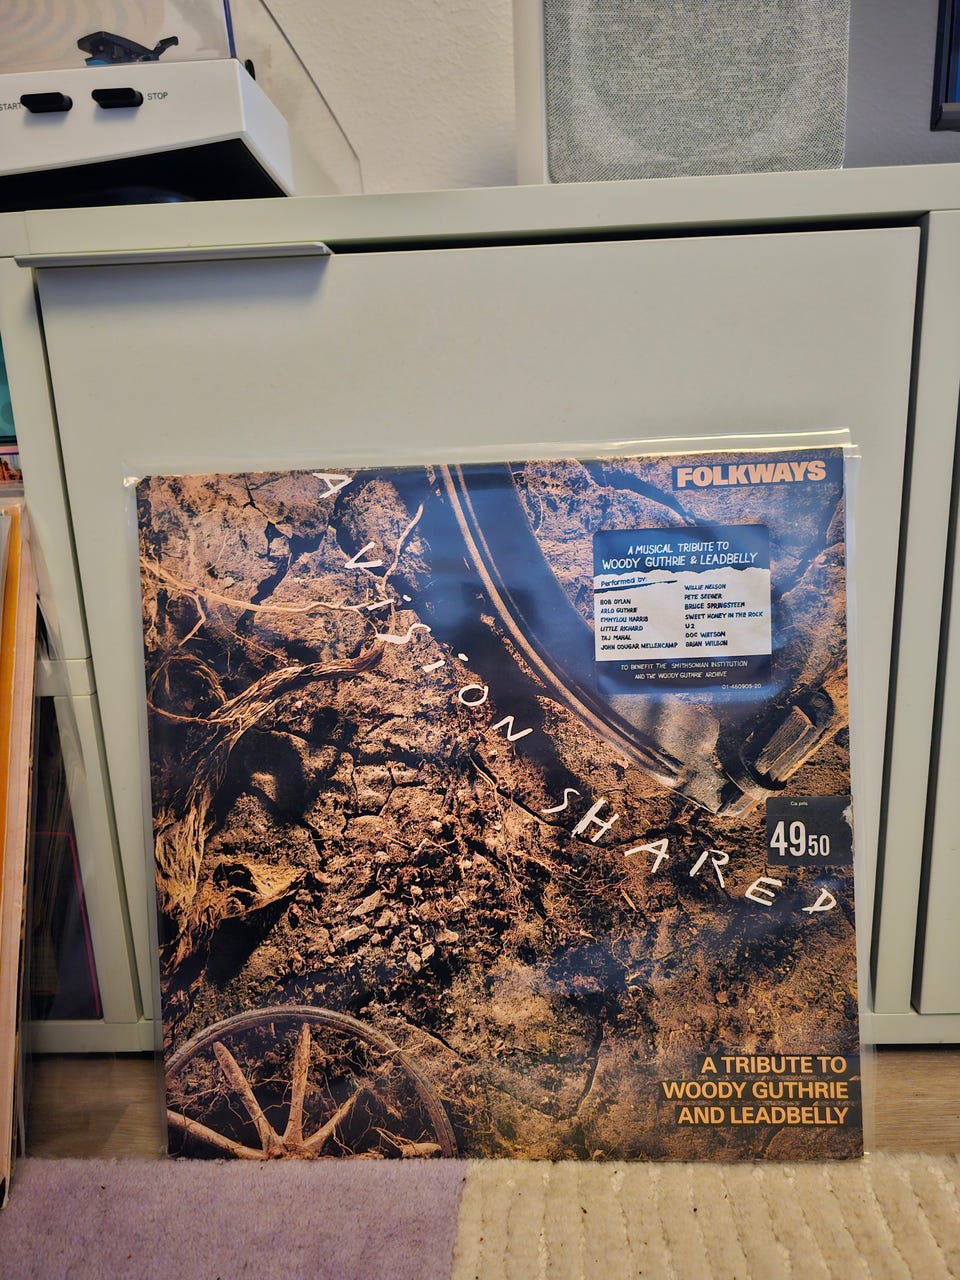 START
STOP
FOLKWAYS
A VISION SHARED
A MUSICAL TRIBUTE TO
WOODY GUTHRIE & LEADBELLY
Performed by:
BOB DYLAN
ARLO GUTHRIE
EMMYLOU HARRIS
LITTLE RICHARD
TAJ MAHAL
JOHN COUGAR MELLENCAMP
WILLIE NELSON
PETE SEEGER
BRUCE SPRINGSTEEN
SWEET HONEY IN THE ROCK
U2
DOC WATSON
BRIAN WILSON
TO BENEFIT THE SMITHSONIAN INSTITUTION
AND THE WOODY GUTHRIE ARCHIVE
01-460905-20
Ca pris
4950
A TRIBUTE TO
WOODY GUTHRIE
AND LEADBELLY